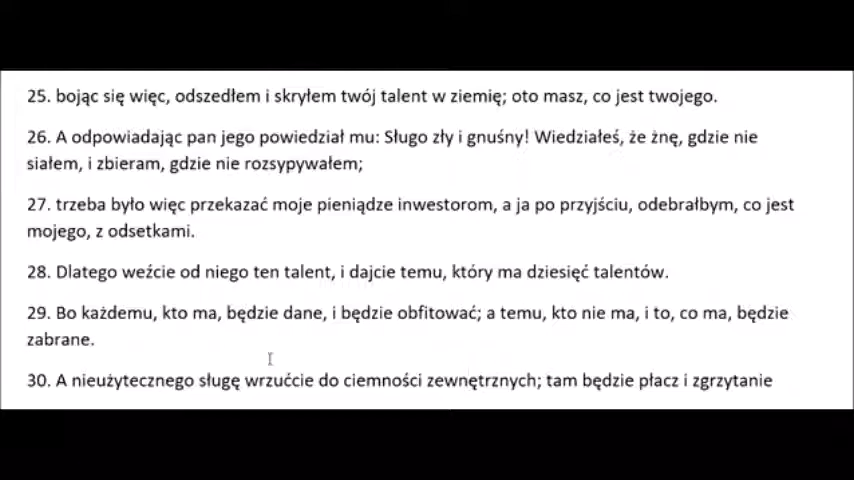 25. bojąc się więc, odszedłem i skryłem twój talent w ziemię; oto masz, co jest twojego.
26. A odpowiadając pan jego powiedział mu: Sługo zły i gnuśny! Wiedziałeś, że żnę, gdzie nie
siałem, i zbieram, gdzie nie rozsypywałem;
27. trzeba było więc przekazać moje pieniądze inwestorom, a ja po przyjściu, odebrałbym, co jest
mojego, z odsetkami.
28. Dlatego weźcie od niego ten talent, i dajcie temu, który ma dziesięć talentów.
29. Bo każdemu, kto ma, będzie dane, i będzie obfitować; a temu, kto nie ma, i to, co ma, będzie
zabrane.
30. A nieużytecznego sługę wrzućcie do ciemności zewnętrznych; tam będzie płacz i zgrzytanie